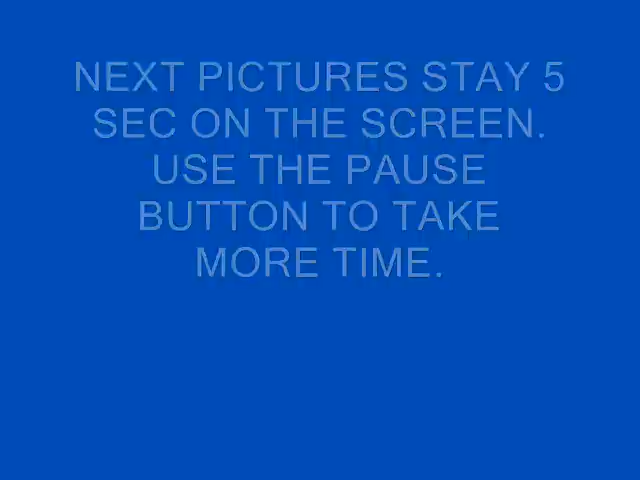 NEXT PICTURES STAY 5
SEC ON THE SCREEN.
USE THE PAUSE
BUTTON TO TAKE
MORE TIME.